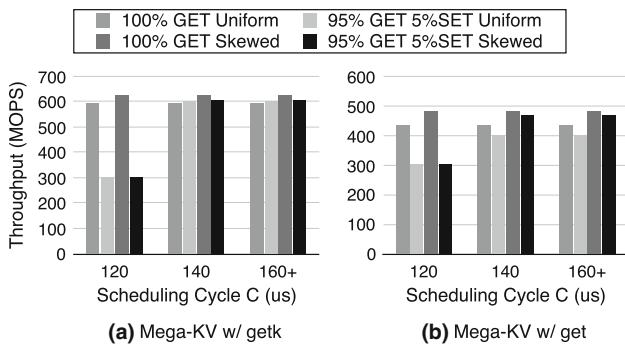 100% GET Uniform 95% GET 5%SET Uniform
100% GET Skewed 95% GET 5%SET Skewed
Throughput (MOPS)
700
600
500
400
300
200
100
0
120 140 160+
Scheduling Cycle C (us)
(a) Mega-KV w/ getk
600
500
400
300
200
100
0
120 140 160+
Scheduling Cycle C (us)
(b) Mega-KV w/ get